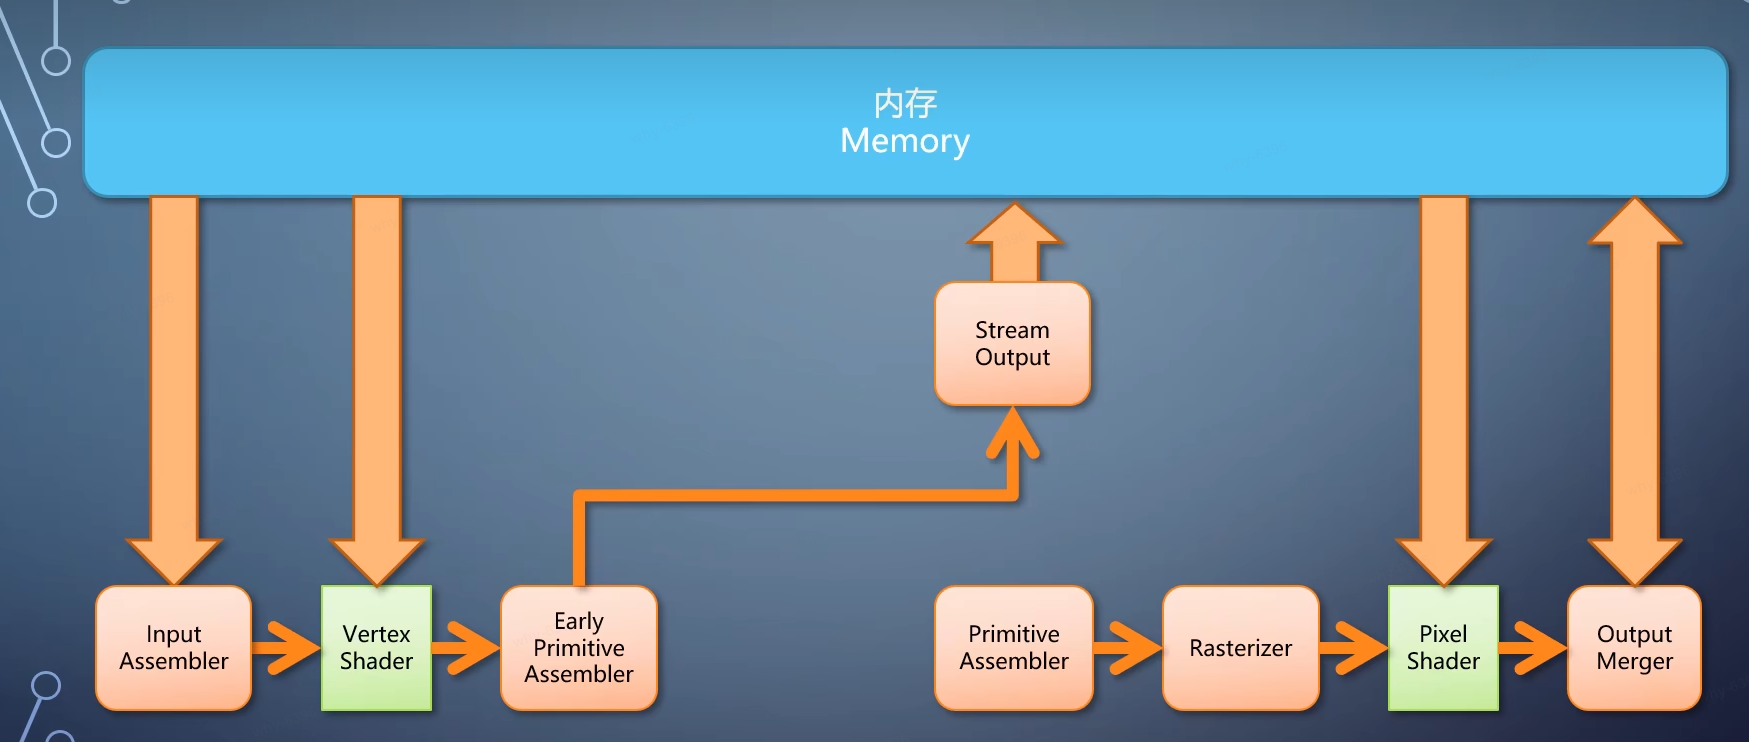 内存
Memory
Stream
Output
Input
Assembler
Vertex
Shader
Early
Primitive
Assembler
Primitive
Assembler
Rasterizer
Pixel
Shader
Output
Merger